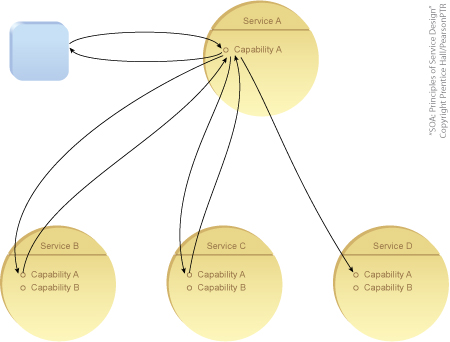 Service A
Capability A
"SOA: Principles of Service Design"
Copyright Prentice Hall/PearsonPTR
Service B
Capability A
Capability B
Service C
Capability A
Capability B
Service D
Capability A
Capability B